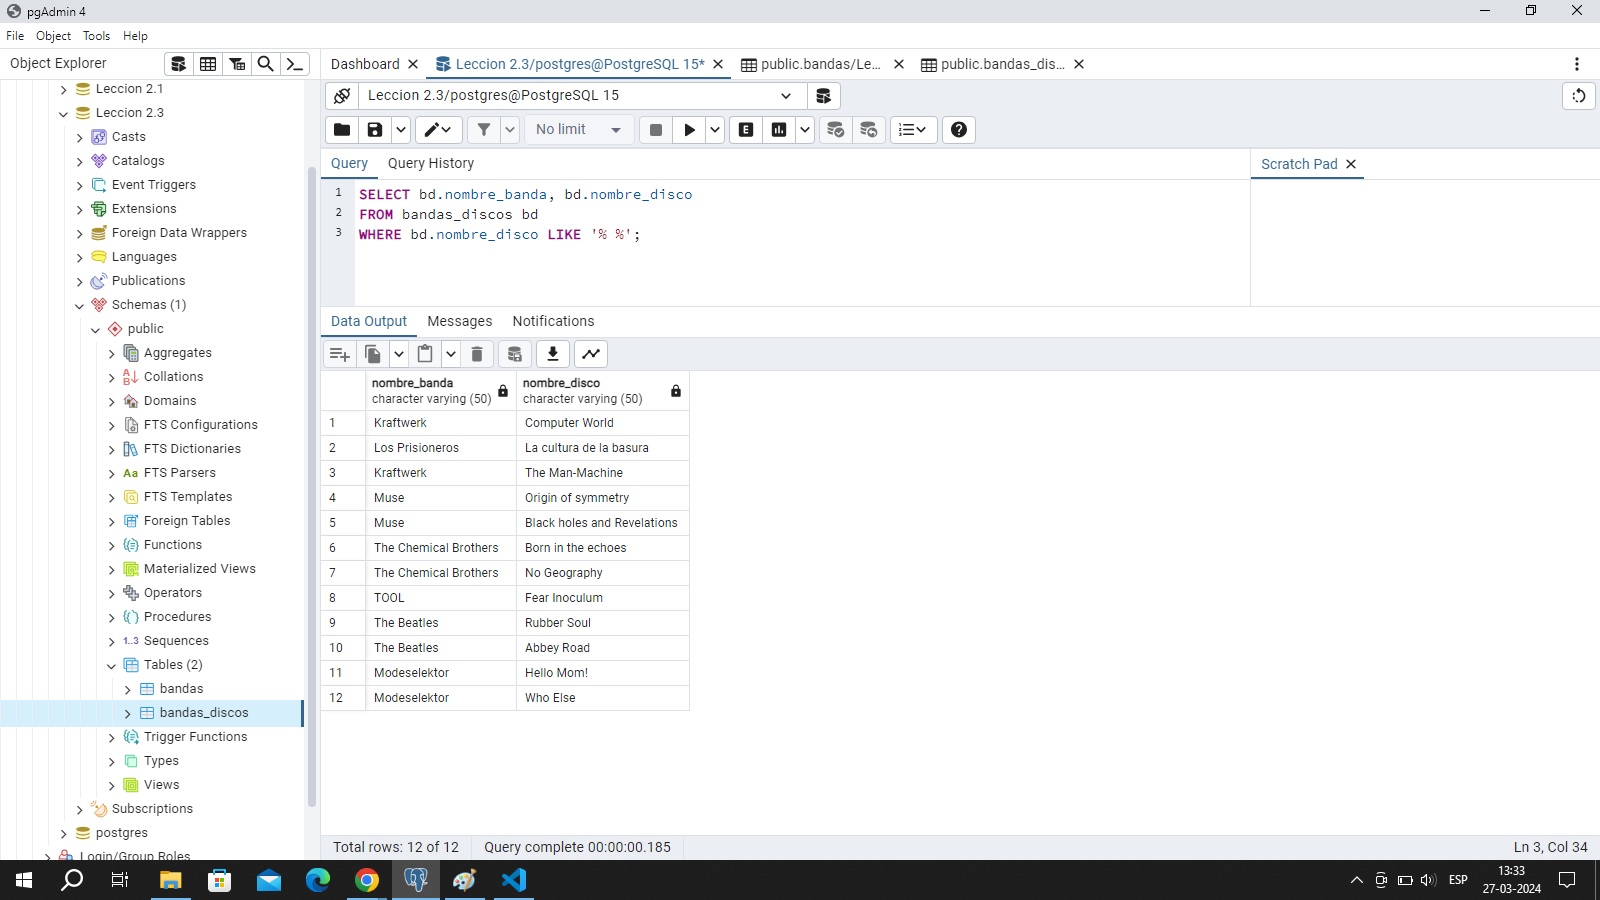 pgAdmin 4
File Object Tools Help
Object Explorer
Dashboard
Leccion 2.3/postgres@PostgreSQL 15*
public.bandas/Le...
public.bandas_dis...
Leccion 2.1
Leccion 2.3
Casts
Catalogs
Event Triggers
Extensions
Foreign Data Wrappers
Languages
Publications
Schemas (1)
public
Aggregates
Collations
Domains
FTS Configurations
FTS Dictionaries
Aa FTS Parsers
FTS Templates
Foreign Tables
Functions
Materialized Views
Operators
Procedures
1..3 Sequences
Tables (2)
bandas
bandas_discos
Trigger Functions
Types
Views
Subscriptions
postgres
Login/Group Roles
Leccion 2.3/postgres@PostgreSQL 15
No limit
E
Query Query History
Scratch Pad
1 SELECT bd.nombre_banda, bd.nombre_disco
2 FROM bandas_discos bd
3 WHERE bd.nombre_disco LIKE '% %';
Data Output Messages Notifications
nombre_banda nombre_disco
character varying (50) character varying (50)
1 Kraftwerk Computer World
2 Los Prisioneros La cultura de la basura
3 Kraftwerk The Man-Machine
4 Muse Origin of symmetry
5 Muse Black holes and Revelations
6 The Chemical Brothers Born in the echoes
7 The Chemical Brothers No Geography
8 TOOL Fear Inoculum
9 The Beatles Rubber Soul
10 The Beatles Abbey Road
11 Modeselektor Hello Mom!
12 Modeselektor Who Else
Total rows: 12 of 12 Query complete 00:00:00.185 Ln 3, Col 34
ESP
13:33
27-03-2024